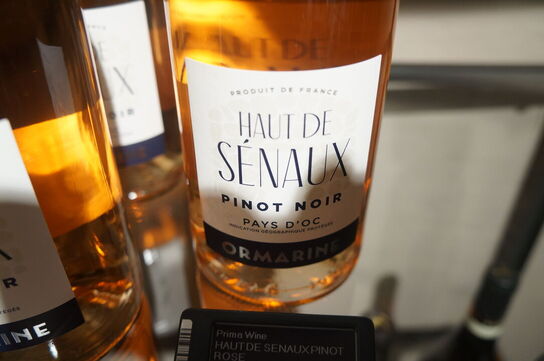 PRODUIT DE FRANCE
HAUT DE
SÉNAUX
PINOT NOIR
PAYS D'OC
INDICATION GÉOGRAPHIQUE PROTÉGÉE
ORMARINE
Prima Wine
HAUT DE SENAUX PINOT
ROSE